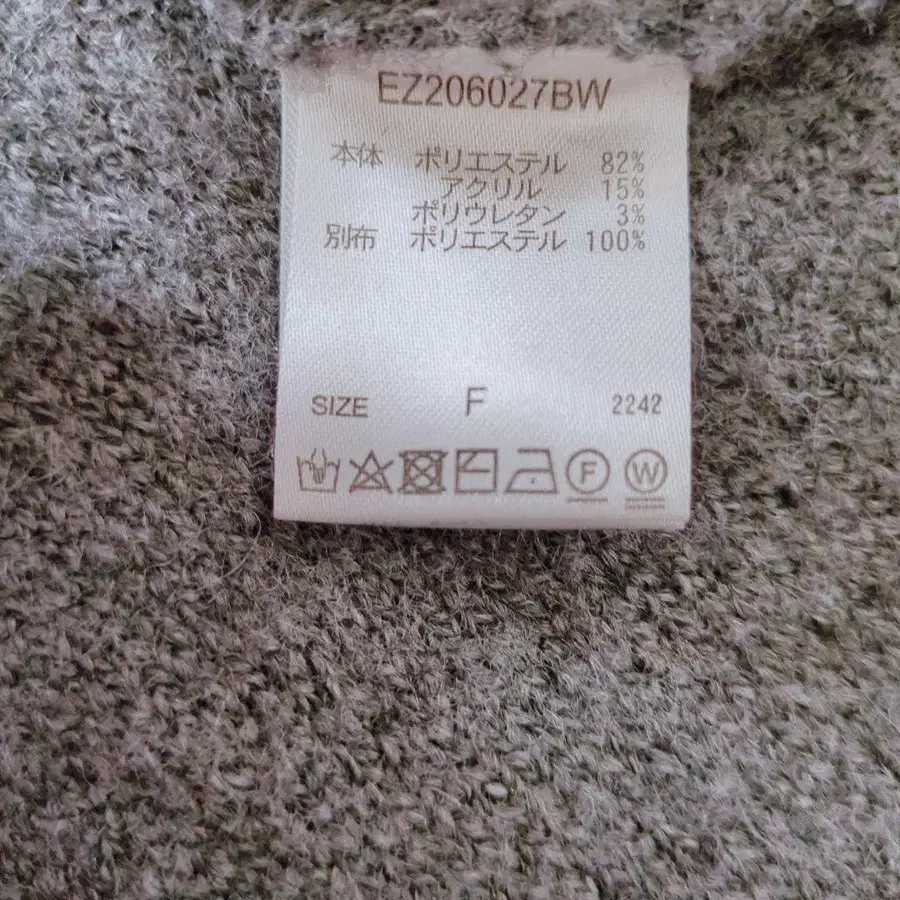 EZ206027BW
本体 ポリエステル 82%
アクリル 15%
ポリウレタン 3%
別布 ポリエステル 100%
SIZE F 2242
F W